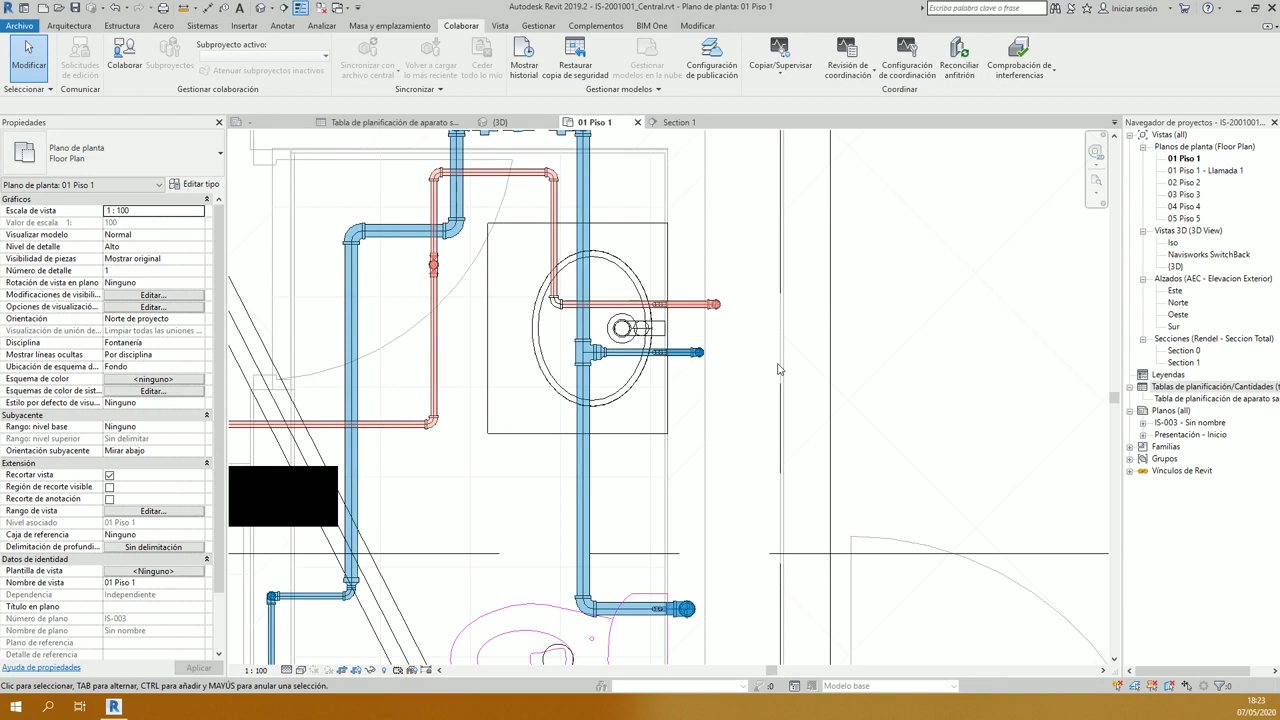 Autodesk Revit 2019.2 - IS-2001001_Central.rvt - Plano de planta: 01 Piso 1
Escriba palabra clave o frase
Iniciar sesión
Archivo Arquitectura Estructura Acero Sistemas Insertar Anotar Analizar Masa y emplazamiento Colaborar Vista Gestionar Complementos BIM One Modificar
Modificar
Solicitudes de edición
Colaborar
Subproyectos
Subproyecto activo:
Atenuar subproyectos inactivos
Sincronizar con archivo central
Volver a cargar lo más reciente
Ceder todo lo mío
Mostrar historial
Restaurar copia de seguridad
Gestionar modelos en la nube
Configuración de publicación
Copiar/Supervisar
Revisión de coordinación
Configuración de coordinación
Reconciliar anfitrión
Comprobación de interferencias
Seleccionar Comunicar Gestionar colaboración Sincronizar Gestionar modelos Coordinar
Propiedades
Tabla de planificación de aparato s...
{3D}
01 Piso 1
Section 1
Navegador de proyectos - IS-2001001...
Plano de planta
Floor Plan
Plano de planta: 01 Piso 1
Editar tipo
Gráficos
Escala de vista 1 : 100
Valor de escala 1: 100
Visualizar modelo Normal
Nivel de detalle Alto
Visibilidad de piezas Mostrar original
Número de detalle 1
Rotación de vista en plano Ninguno
Modificaciones de visibili... Editar...
Opciones de visualizació... Editar...
Orientación Norte de proyecto
Visualización de unión de... Limpiar todas las uniones ...
Disciplina Fontanería
Mostrar líneas ocultas Por disciplina
Ubicación de esquema de... Fondo
Esquema de color <ninguno>
Esquemas de color de sist... Editar...
Estilo por defecto de visu... Ninguno
Subyacente
Rango: nivel base Ninguno
Rango: nivel superior Sin delimitar
Orientación subyacente Mirar abajo
Extensión
Recortar vista
Región de recorte visible
Recorte de anotación
Rango de vista Editar...
Nivel asociado 01 Piso 1
Caja de referencia Ninguno
Delimitación de profundi... Sin delimitación
Datos de identidad
Plantilla de vista <Ninguno>
Nombre de vista 01 Piso 1
Dependencia Independiente
Título en plano
Número de plano IS-003
Nombre de plano Sin nombre
Plano de referencia
Detalle de referencia
Ayuda de propiedades
Aplicar
Vistas (all)
Planos de planta (Floor Plan)
01 Piso 1
01 Piso 1 - Llamada 1
02 Piso 2
03 Piso 3
04 Piso 4
05 Piso 5
Vistas 3D (3D View)
Iso
Navisworks SwitchBack
{3D}
Alzados (AEC - Elevacion Exterior)
Este
Norte
Oeste
Sur
Secciones (Rendel - Seccion Total)
Section 0
Section 1
Leyendas
Tablas de planificación/Cantidades (t
Tabla de planificación de aparato sa
Planos (all)
IS-003 - Sin nombre
Presentación - Inicio
Familias
Grupos
Vínculos de Revit
1 : 100
Clic para seleccionar, TAB para alternar, CTRL para añadir y MAYÚS para anular una selección.
:0
Modelo base
:0
18:23
07/05/2020